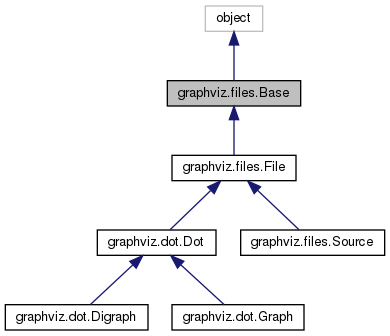 object
graphviz.files.Base
graphviz.files.File
graphviz.dot.Dot
graphviz.files.Source
graphviz.dot.Digraph
graphviz.dot.Graph